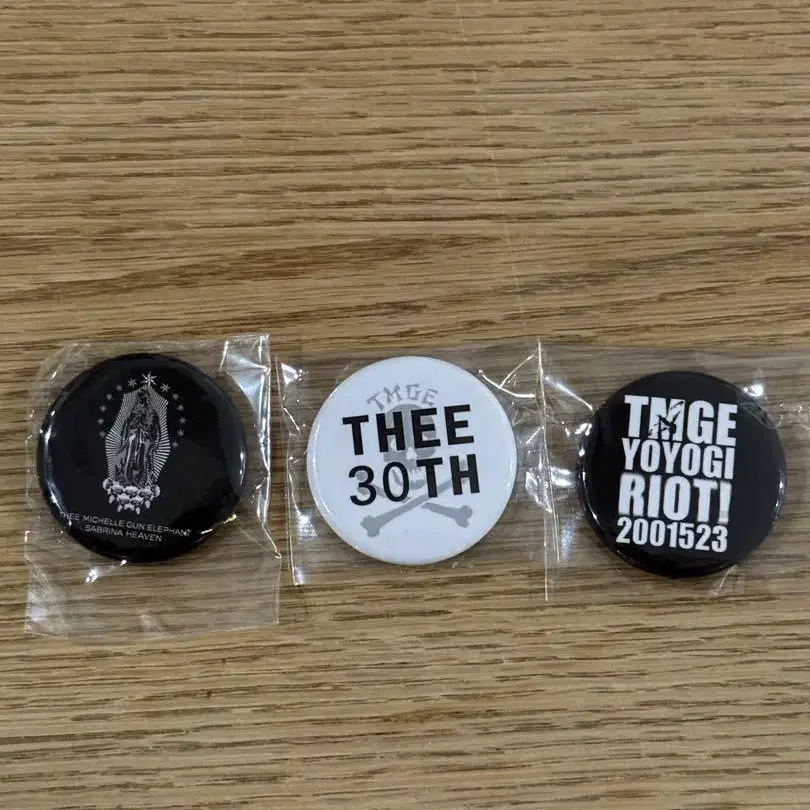 THEE MICHELLE GUN ELEPHANT
SABRINA HEAVEN
TMGE
THEE
30TH
TMGE
YOYOGI
RIOT!
2001523